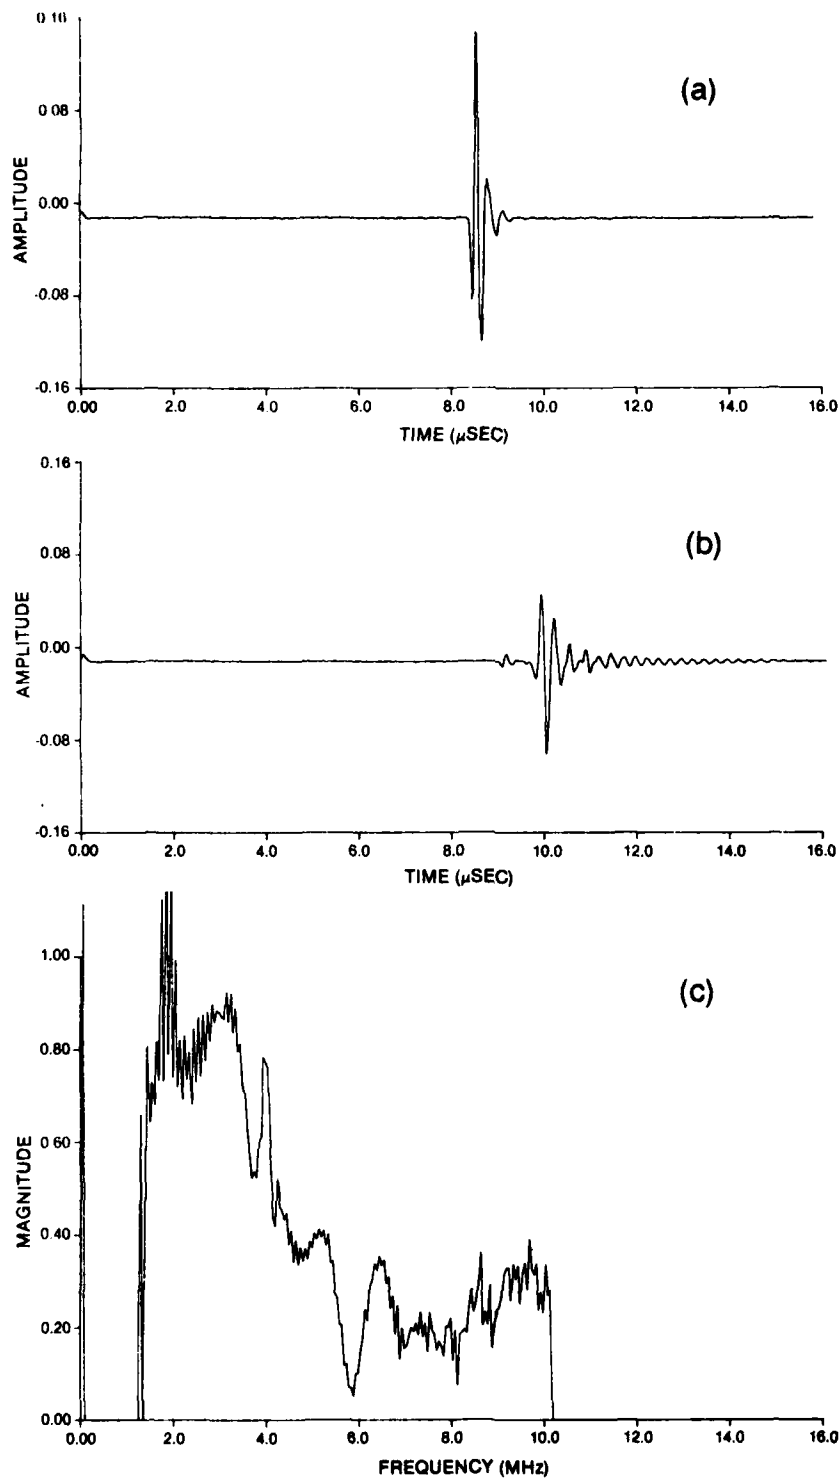 0.16
(a)
0.08
0.00
-0.08
-0.16
AMPLITUDE
0.00 2.0 4.0 6.0 8.0 10.0 12.0 14.0 16.0
TIME (μSEC)
0.16
(b)
0.08
0.00
-0.08
-0.16
AMPLITUDE
0.00 2.0 4.0 6.0 8.0 10.0 12.0 14.0 16.0
TIME (μSEC)
1.00
(c)
0.80
0.60
0.40
0.20
0.00
MAGNITUDE
0.00 2.0 4.0 6.0 8.0 10.0 12.0 14.0 16.0
FREQUENCY (MHz)